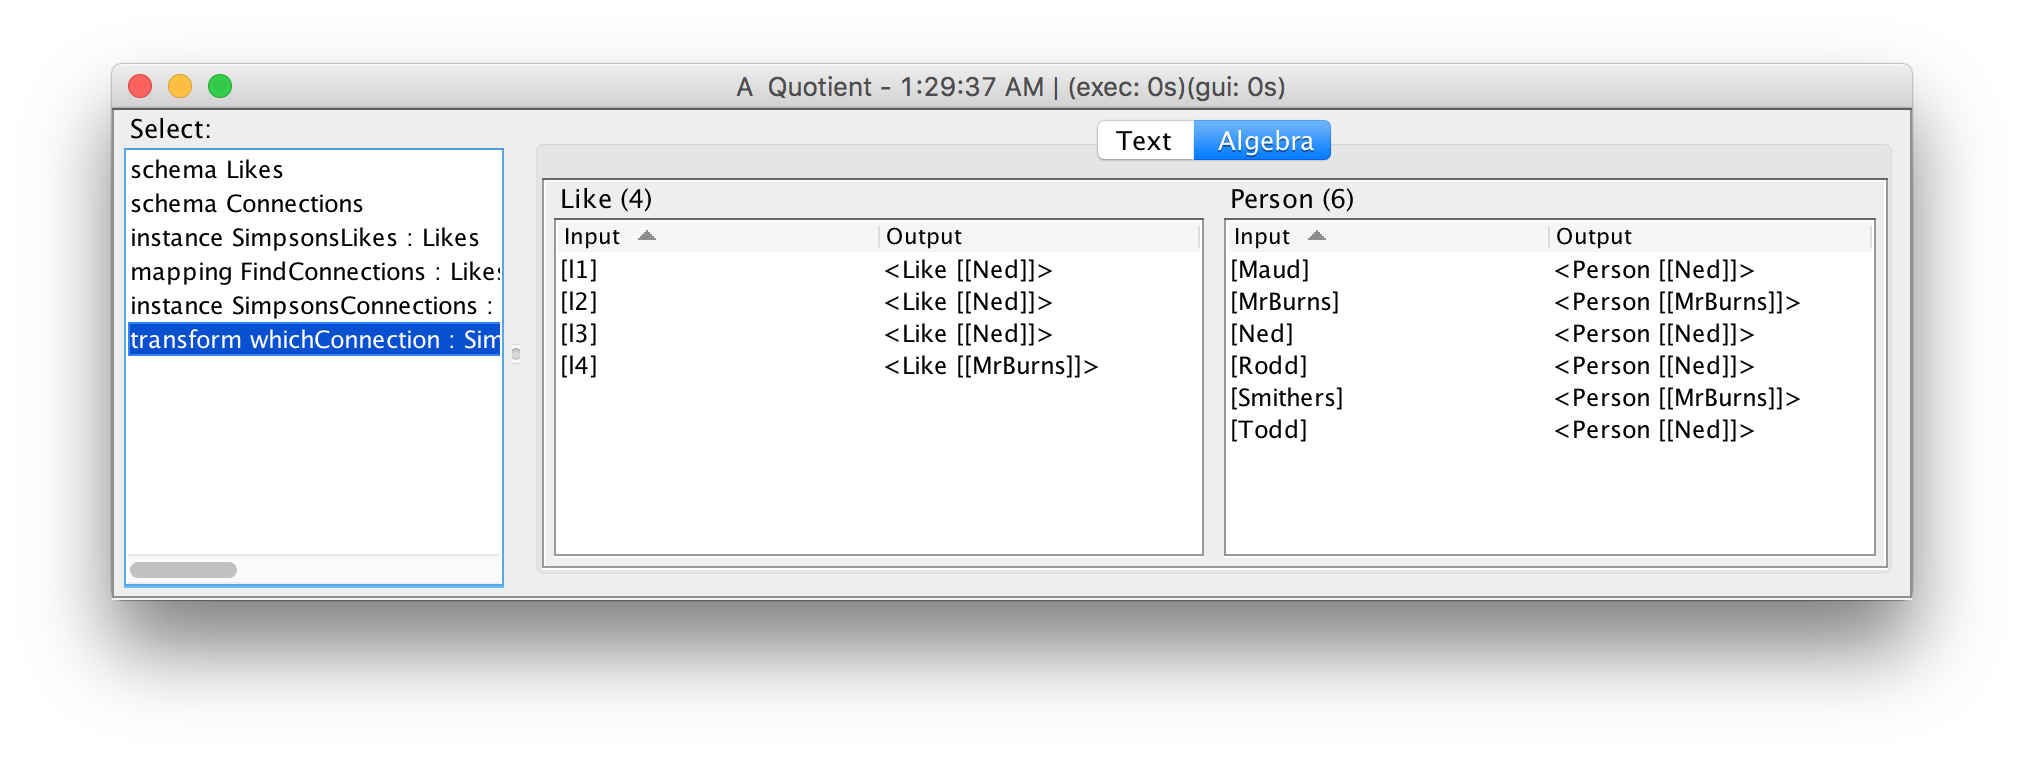 A Quotient - 1:29:37 AM | (exec: 0s)(gui: 0s)
Select:
schema Likes
schema Connections
instance SimpsonsLikes : Likes
mapping FindConnections : Likes
instance SimpsonsConnections :
transform whichConnection : Sim
Text Algebra
Like (4)
Input Output
[l1] <Like [[Ned]]>
[l2] <Like [[Ned]]>
[l3] <Like [[Ned]]>
[l4] <Like [[MrBurns]]>
Person (6)
Input Output
[Maud] <Person [[Ned]]>
[MrBurns] <Person [[MrBurns]]>
[Ned] <Person [[Ned]]>
[Rodd] <Person [[Ned]]>
[Smithers] <Person [[MrBurns]]>
[Todd] <Person [[Ned]]>